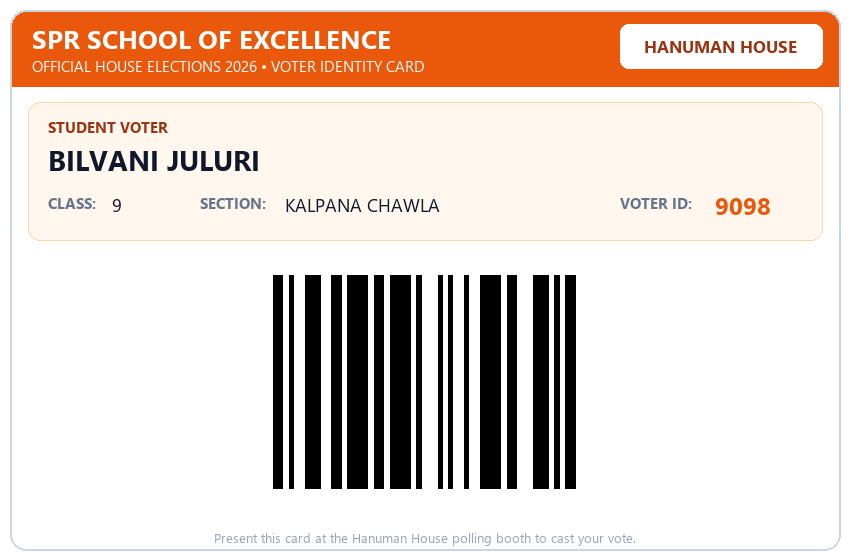 SPR SCHOOL OF EXCELLENCE
OFFICIAL HOUSE ELECTIONS 2026 • VOTER IDENTITY CARD
HANUMAN HOUSE
STUDENT VOTER
BILVANI JULURI
CLASS: 9 SECTION: KALPANA CHAWLA VOTER ID: 9098
Present this card at the Hanuman House polling booth to cast your vote.